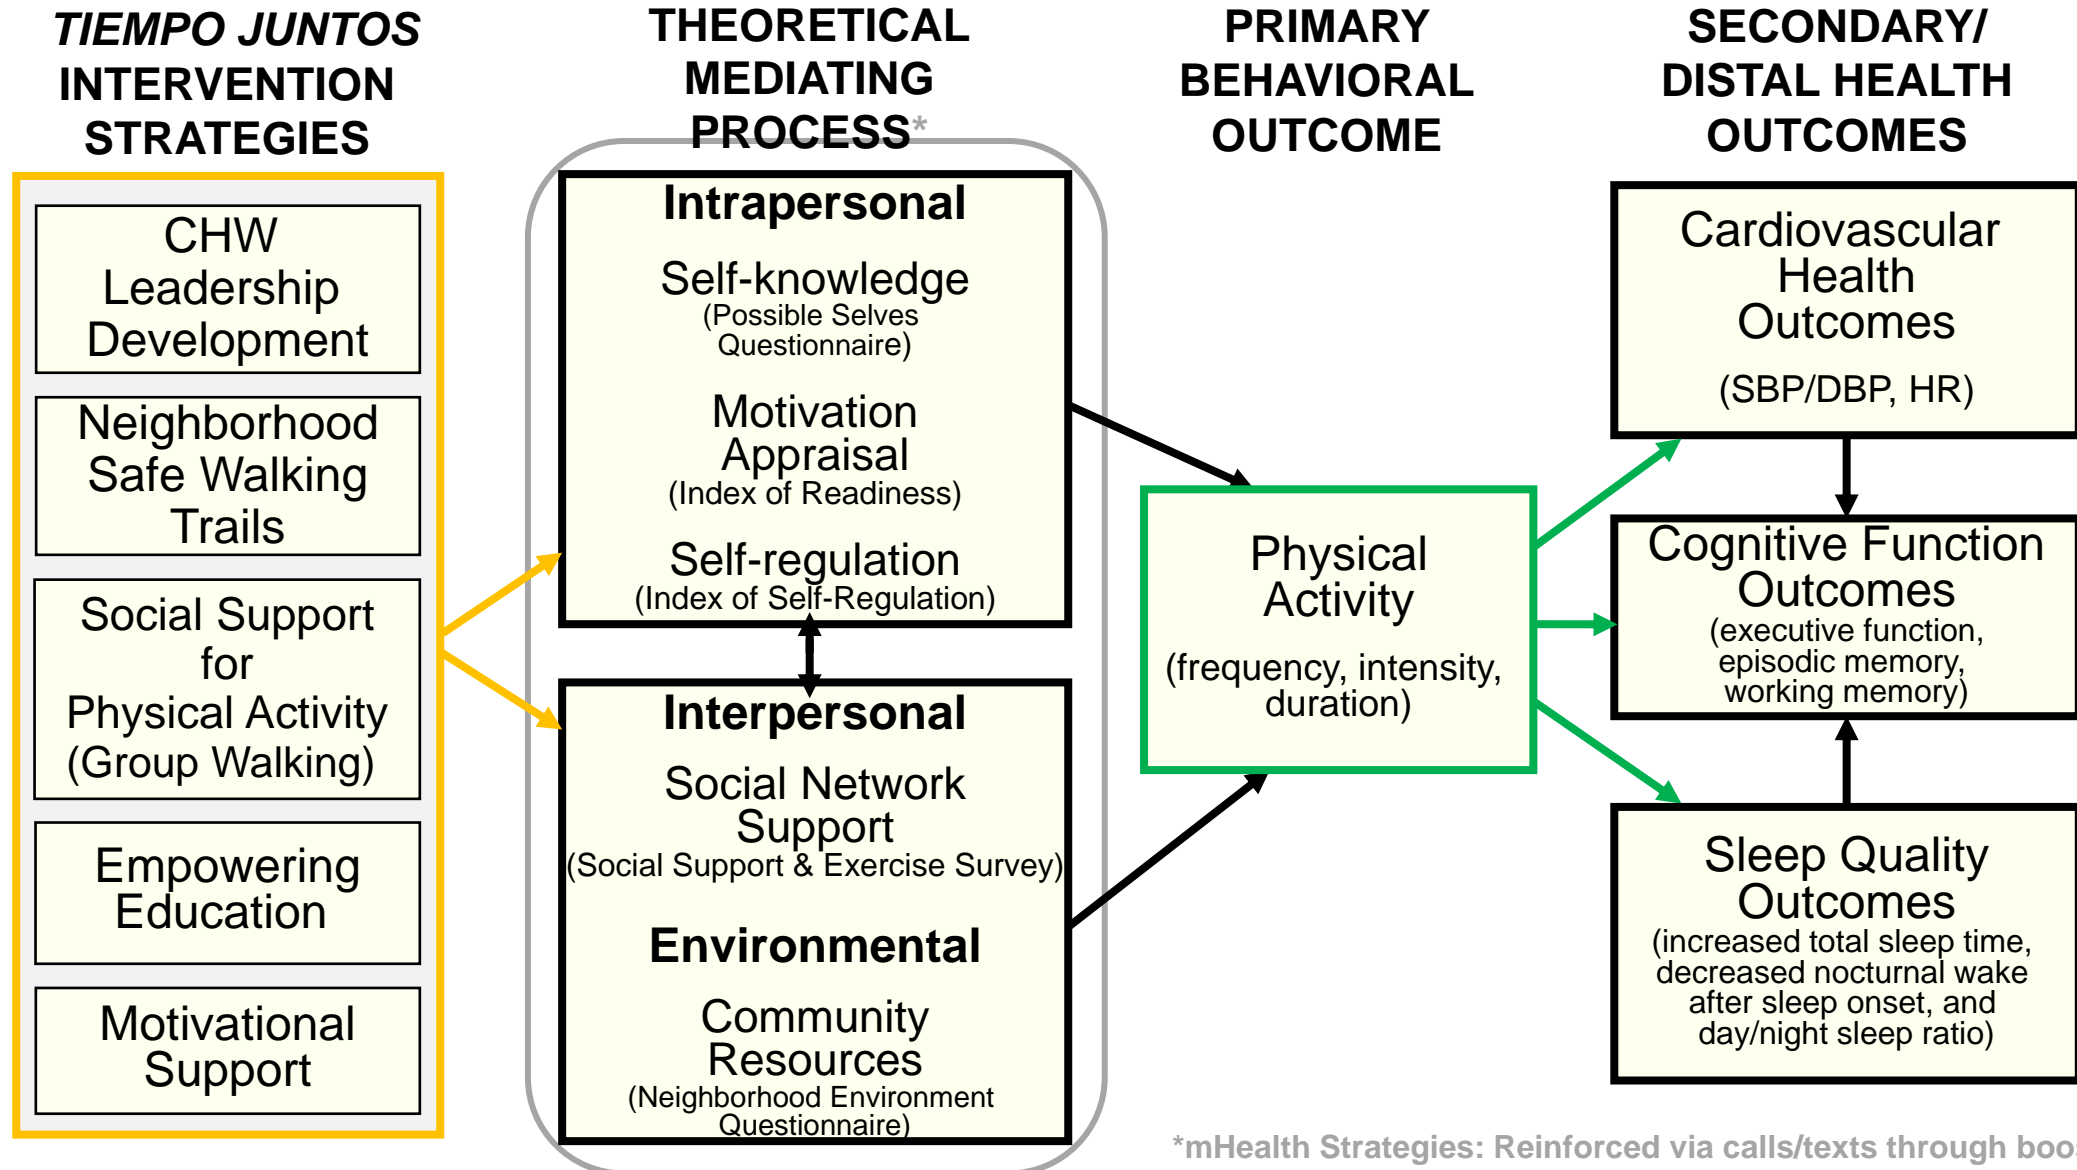 TIEMPO JUNTOS
INTERVENTION
STRATEGIES
CHW
Leadership
Development
Neighborhood
Safe Walking
Trails
Social Support
for
Physical Activity
(Group Walking)
Empowering
Education
Motivational
Support
THEORETICAL
MEDIATING
PROCESS*
Intrapersonal
Self-knowledge
(Possible Selves
Questionnaire)
Motivation
Appraisal
(Index of Readiness)
Self-regulation
(Index of Self-Regulation)
Interpersonal
Social Network
Support
(Social Support & Exercise Survey)
Environmental
Community
Resources
(Neighborhood Environment
Questionnaire)
PRIMARY
BEHAVIORAL
OUTCOME
Physical
Activity
(frequency, intensity,
duration)
SECONDARY/
DISTAL HEALTH
OUTCOMES
Cardiovascular
Health
Outcomes
(SBP/DBP, HR)
Cognitive Function
Outcomes
(executive function,
episodic memory,
working memory)
Sleep Quality
Outcomes
(increased total sleep time,
decreased nocturnal wake
after sleep onset, and
day/night sleep ratio)
*mHealth Strategies: Reinforced via calls/texts through